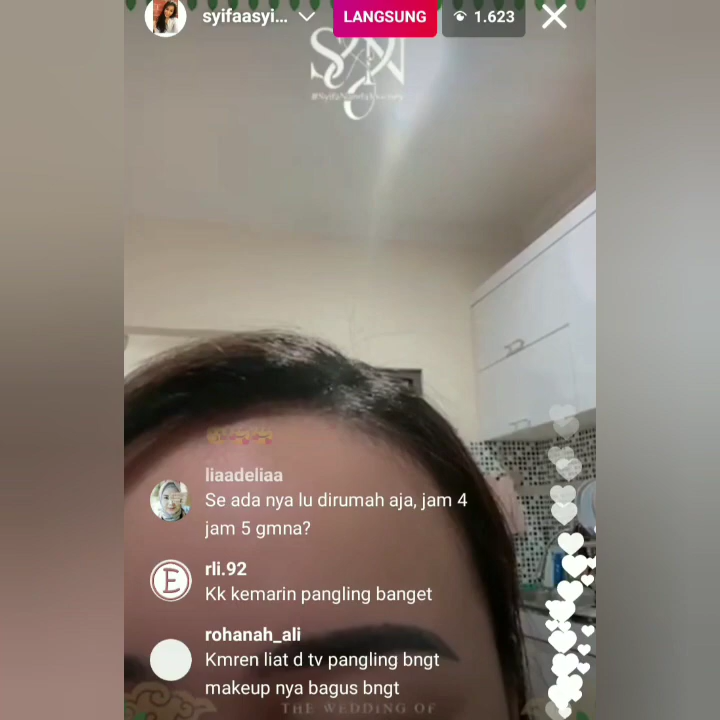 syifaasyi...
LANGSUNG
1.623
liaadeliaa
Se ada nya lu dirumah aja, jam 4
jam 5 gmna?
E
rli.92
Kk kemarin pangling banget
rohanah_ali
Kmren liat d tv pangling bngt
makeup nya bagus bngt
THE WEDDING OF